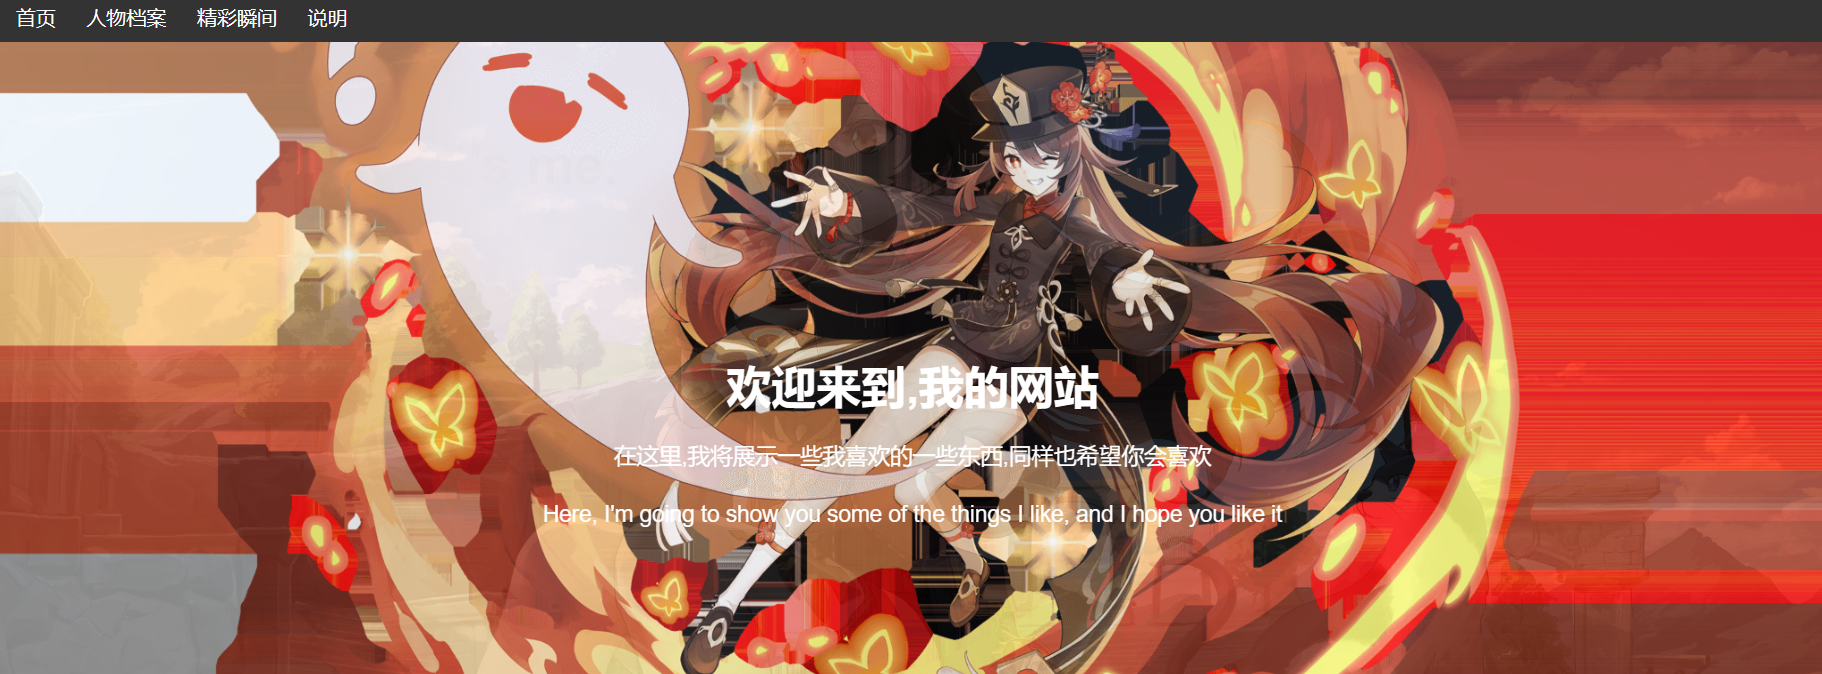 首页 人物档案 精彩瞬间 说明
's me.
欢迎来到,我的网站
在这里,我将展示一些我喜欢的一些东西,同样也希望你会喜欢
Here, I'm going to show you some of the things I like, and I hope you like it